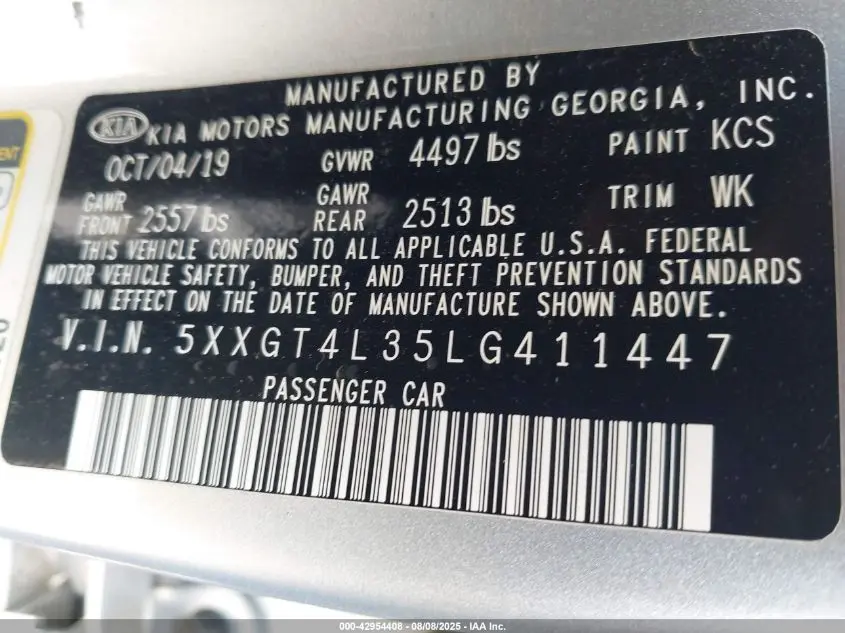 MANUFACTURED BY
KIA KIA MOTORS MANUFACTURING GEORGIA, INC.
OCT/04/19 GVWR 4497 lbs PAINT KCS
GAWR FRONT 2557 lbs GAWR REAR 2513 lbs TRIM WK
THIS VEHICLE CONFORMS TO ALL APPLICABLE U.S.A. FEDERAL
MOTOR VEHICLE SAFETY, BUMPER, AND THEFT PREVENTION STANDARDS
IN EFFECT ON THE DATE OF MANUFACTURE SHOWN ABOVE.
V.I.N. 5XXGT4L35LG411447
PASSENGER CAR
000-42954408 - 08/08/2025 - IAA Inc.